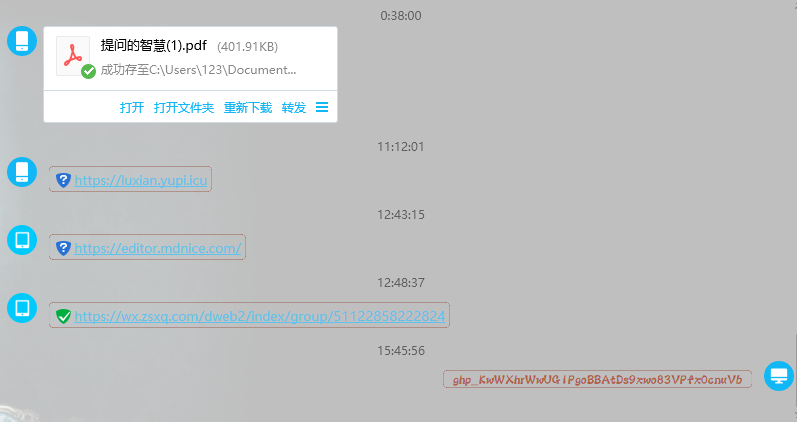 0:38:00
提问的智慧(1).pdf (401.91KB)
成功存至C:\Users\123\Document...
打开 打开文件夹 重新下载 转发
11:12:01
https://luxian.yupi.icu
12:43:15
https://editor.mdnice.com/
12:48:37
https://wx.zsxq.com/dweb2/index/group/51122858222824
15:45:56